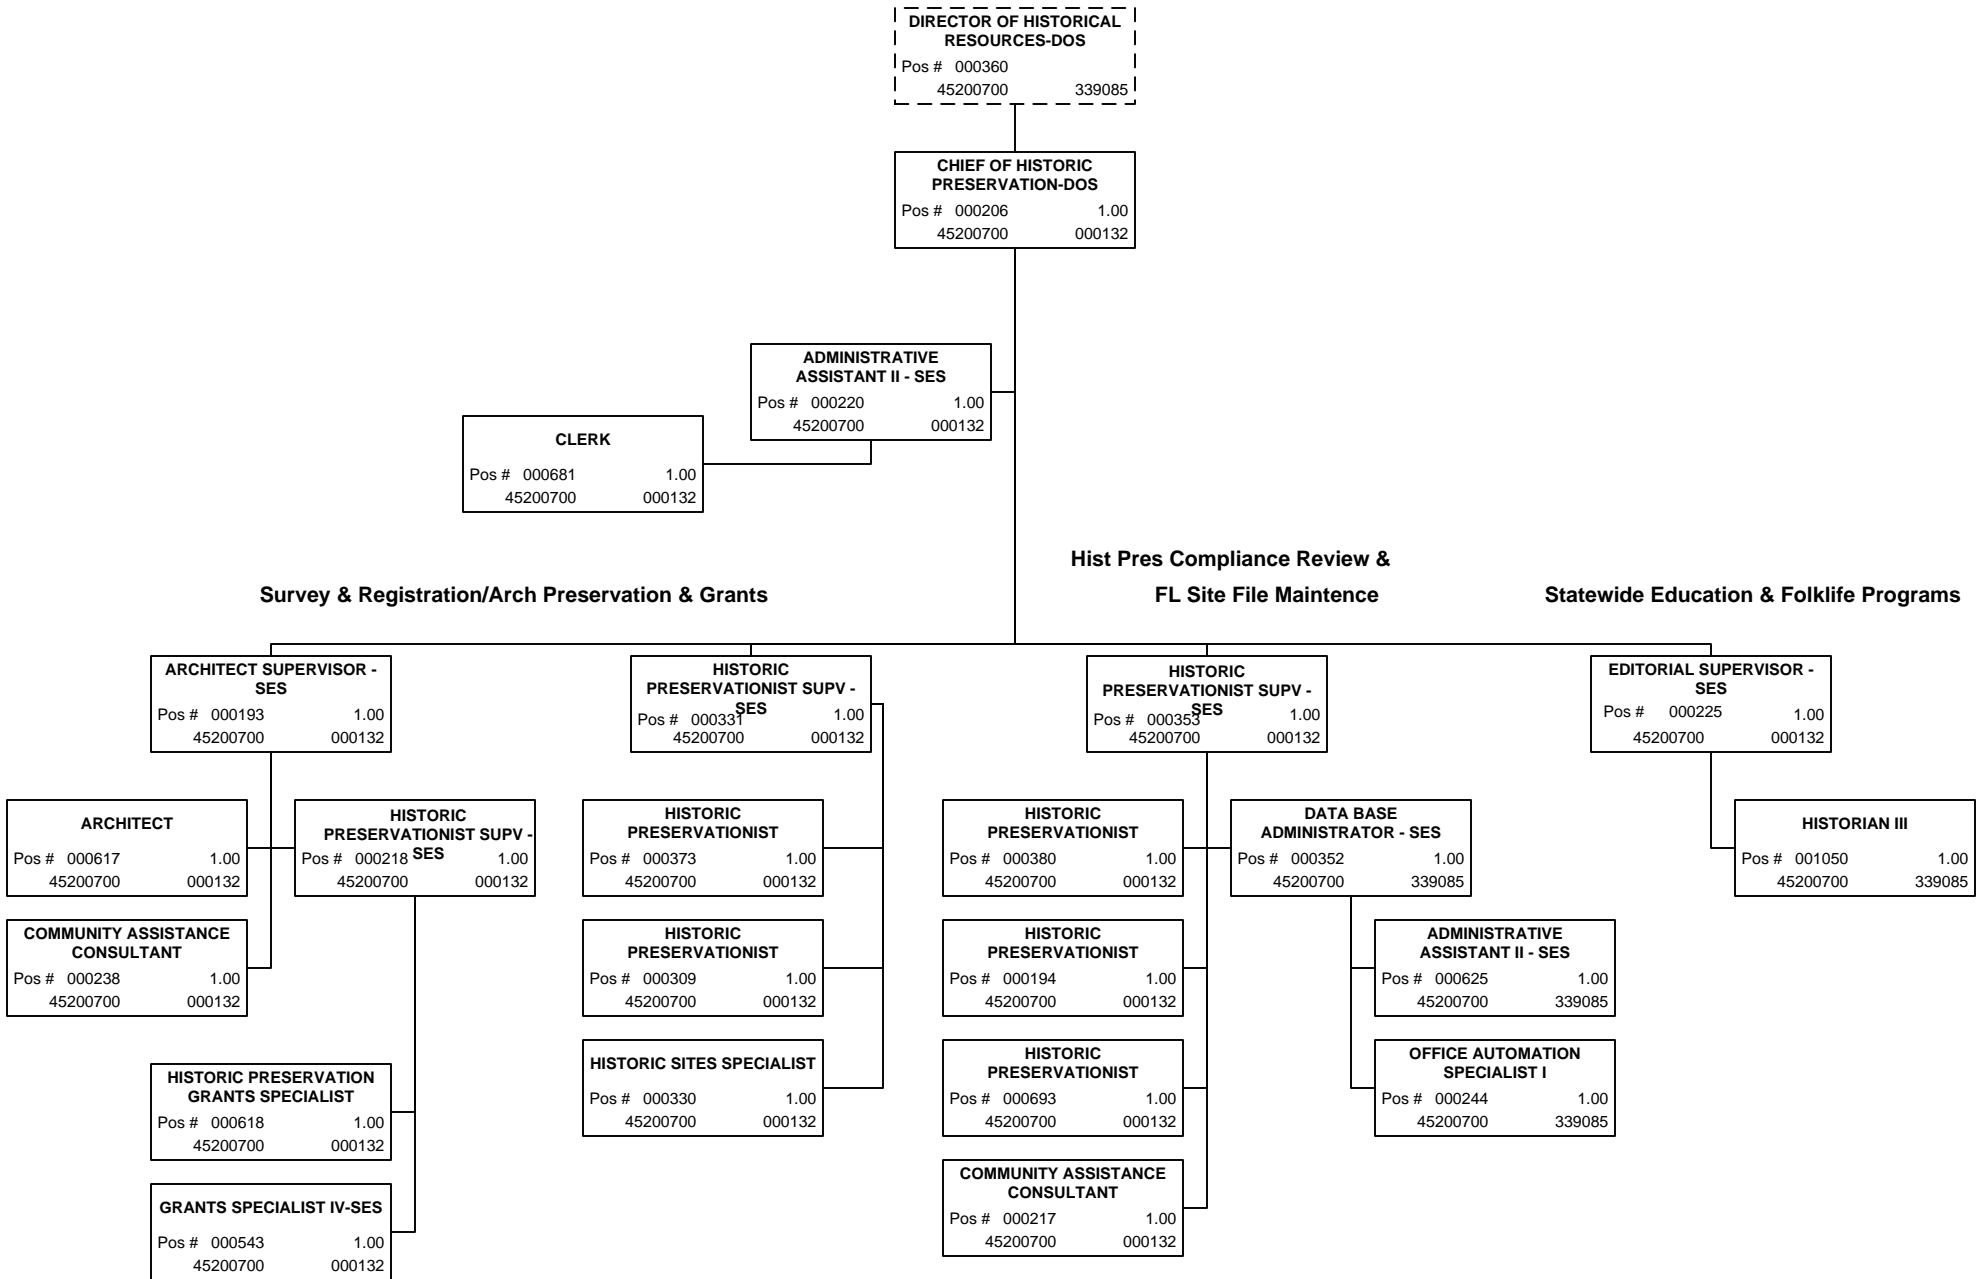 DIRECTOR OF HISTORICAL
RESOURCES-DOS
Pos # 000360
45200700 339085
CHIEF OF HISTORIC
PRESERVATION-DOS
Pos # 000206 1.00
45200700 000132
ADMINISTRATIVE
ASSISTANT II - SES
Pos # 000220 1.00
45200700 000132
CLERK
Pos # 000681 1.00
45200700 000132
Survey & Registration/Arch Preservation & Grants
Hist Pres Compliance Review &
FL Site File Maintence
Statewide Education & Folklife Programs
ARCHITECT SUPERVISOR -
SES
Pos # 000193 1.00
45200700 000132
HISTORIC
PRESERVATIONIST SUPV -
SES
Pos # 000331 1.00
45200700 000132
HISTORIC
PRESERVATIONIST SUPV -
SES
Pos # 000353 1.00
45200700 000132
EDITORIAL SUPERVISOR -
SES
Pos # 000225 1.00
45200700 000132
ARCHITECT
Pos # 000617 1.00
45200700 000132
HISTORIC
PRESERVATIONIST SUPV -
SES
Pos # 000218 1.00
45200700 000132
HISTORIC
PRESERVATIONIST
Pos # 000373 1.00
45200700 000132
HISTORIC
PRESERVATIONIST
Pos # 000380 1.00
45200700 000132
DATA BASE
ADMINISTRATOR - SES
Pos # 000352 1.00
45200700 339085
HISTORIAN III
Pos # 001050 1.00
45200700 339085
COMMUNITY ASSISTANCE
CONSULTANT
Pos # 000238 1.00
45200700 000132
HISTORIC
PRESERVATIONIST
Pos # 000309 1.00
45200700 000132
HISTORIC
PRESERVATIONIST
Pos # 000194 1.00
45200700 000132
ADMINISTRATIVE
ASSISTANT II - SES
Pos # 000625 1.00
45200700 339085
HISTORIC PRESERVATION
GRANTS SPECIALIST
Pos # 000618 1.00
45200700 000132
HISTORIC SITES SPECIALIST
Pos # 000330 1.00
45200700 000132
HISTORIC
PRESERVATIONIST
Pos # 000693 1.00
45200700 000132
OFFICE AUTOMATION
SPECIALIST I
Pos # 000244 1.00
45200700 339085
GRANTS SPECIALIST IV-SES
Pos # 000543 1.00
45200700 000132
COMMUNITY ASSISTANCE
CONSULTANT
Pos # 000217 1.00
45200700 000132